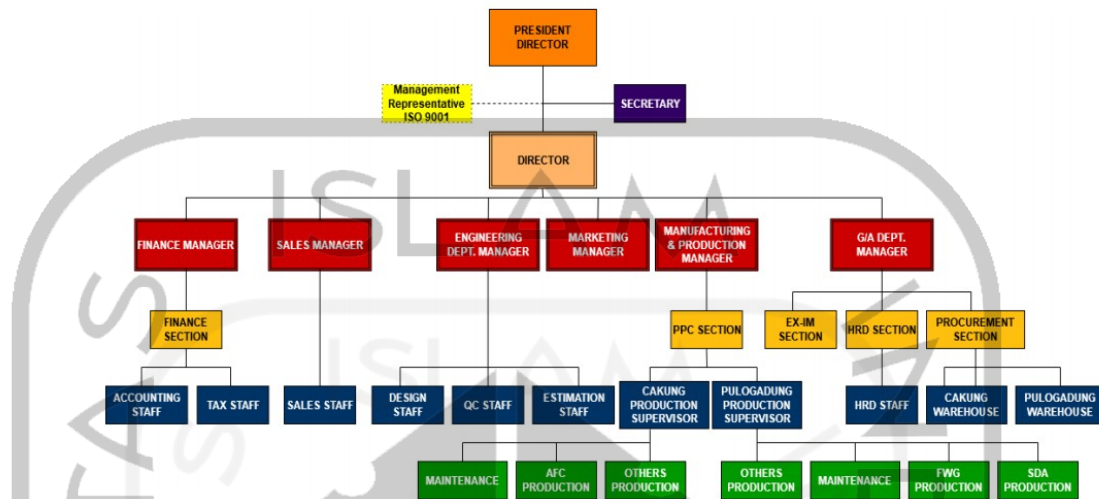 PRESIDENT
DIRECTOR
Management
Representative
ISO 9001
SECRETARY
DIRECTOR
ISLAM
FINANCE MANAGER
SALES MANAGER
ENGINEERING
DEPT. MANAGER
MARKETING
MANAGER
MANUFACTURING
& PRODUCTION
MANAGER
G/A DEPT.
MANAGER
FINANCE
SECTION
PPC SECTION
EX-IM
SECTION
HRD SECTION
PROCUREMENT
SECTION
ISLAM
ACCOUNTING
STAFF
TAX STAFF
SALES STAFF
DESIGN
STAFF
QC STAFF
ESTIMATION
STAFF
CAKUNG
PRODUCTION
SUPERVISOR
PULOGADUNG
PRODUCTION
SUPERVISOR
HRD STAFF
CAKUNG
WAREHOUSE
PULOGADUNG
WAREHOUSE
MAINTENANCE
AFC
PRODUCTION
OTHERS
PRODUCTION
OTHERS
PRODUCTION
MAINTENANCE
FWG
PRODUCTION
SDA
PRODUCTION